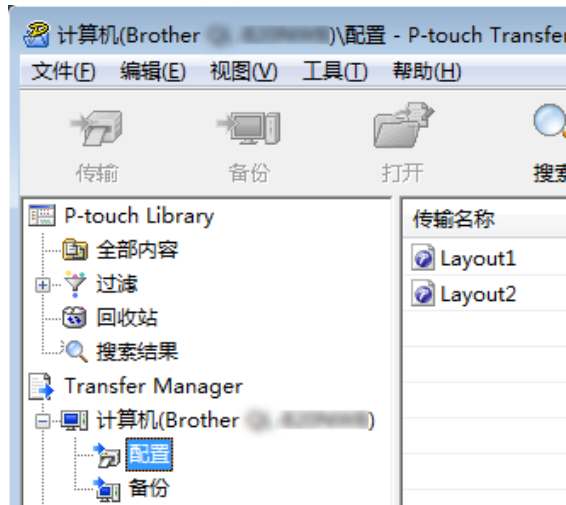 计算机(Brother )\配置 - P-touch Transfer
文件(F) 编辑(E) 视图(V) 工具(T) 帮助(H)
传输 备份 打开 搜索
P-touch Library
全部内容
过滤
回收站
搜索结果
Transfer Manager
计算机(Brother )
配置
备份
传输名称
Layout1
Layout2